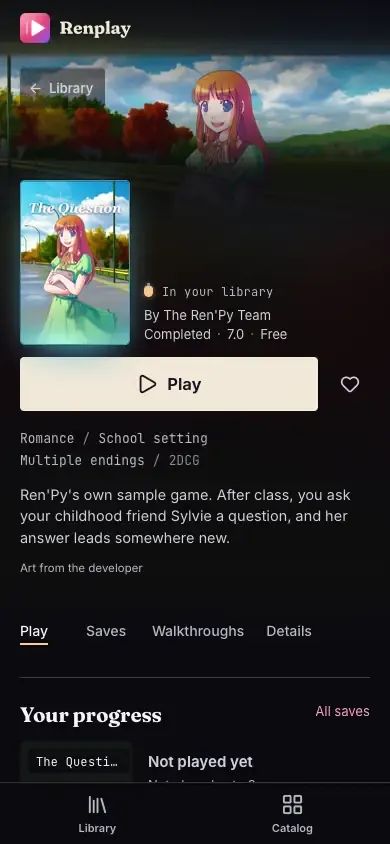 Renplay
Library
The Question
In your library
By The Ren'Py Team
Completed · 7.0 · Free
Play
Romance / School setting
Multiple endings / 2DCG
Ren'Py's own sample game. After class, you ask
your childhood friend Sylvie a question, and her
answer leads somewhere new.
Art from the developer
Play Saves Walkthroughs Details
Your progress All saves
The Questi…
Not played yet
Library Catalog